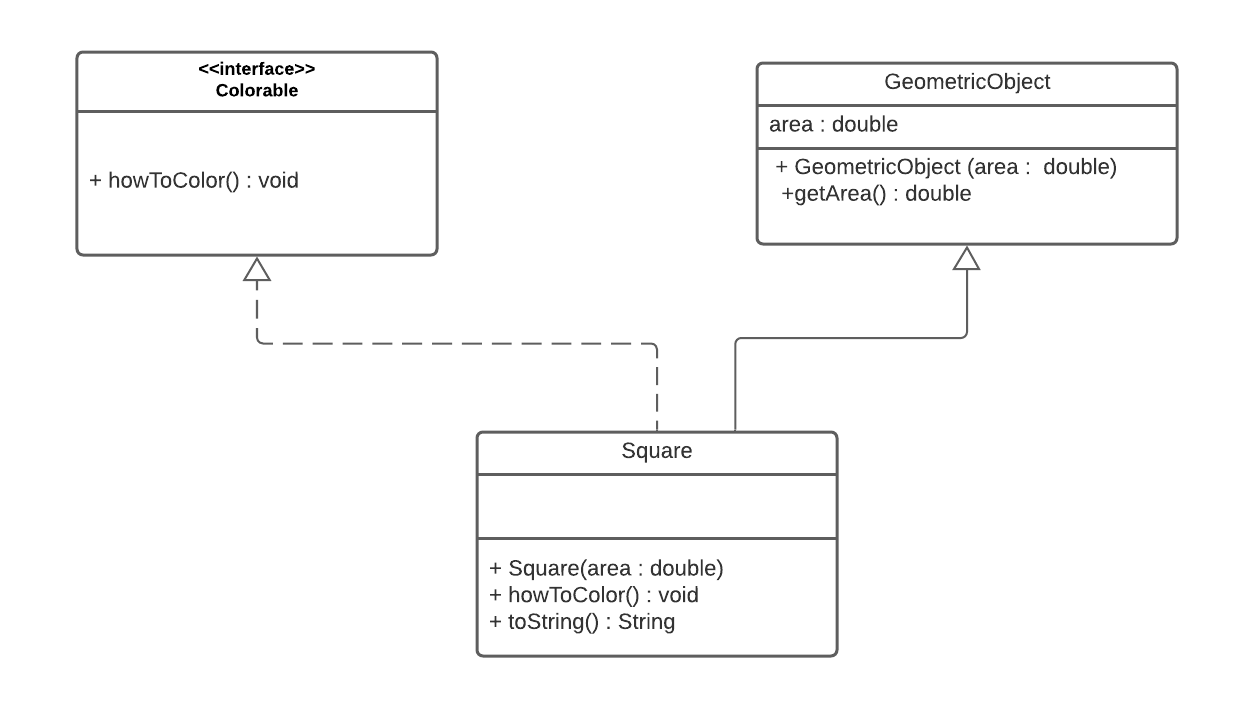 <<interface>>
Colorable
+ howToColor() : void
GeometricObject
area : double
+ GeometricObject (area :  double)
+getArea() : double
Square
+ Square(area : double)
+ howToColor() : void
+ toString() : String